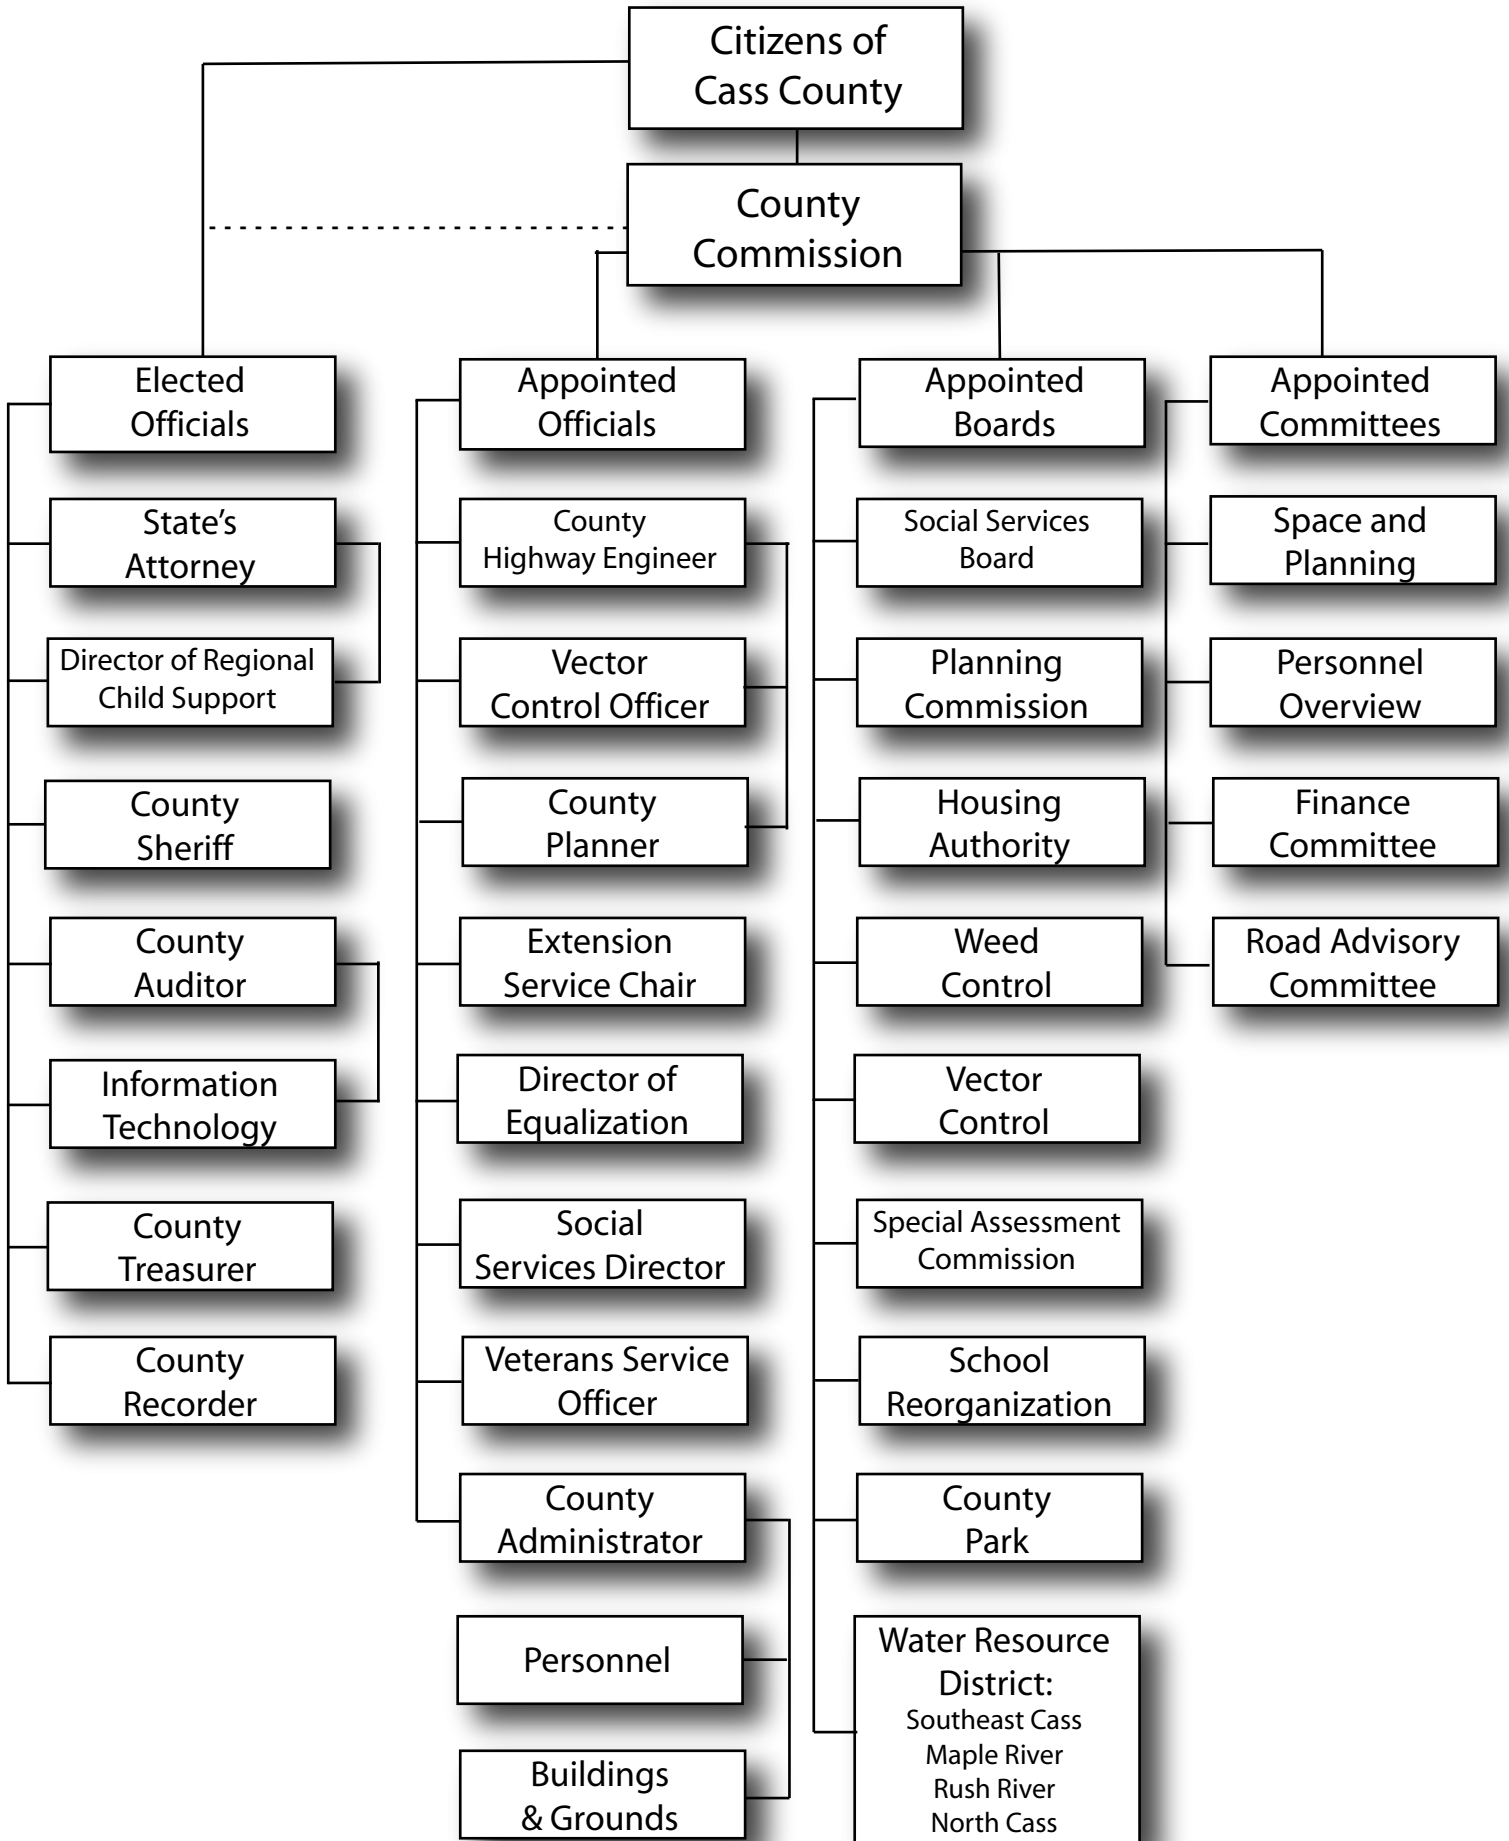 Citizens of
Cass County
County
Commission
Elected
Officials
State’s
Attorney
Director of Regional
Child Support
County
Sheriff
County
Auditor
Information
Technology
County
Treasurer
County
Recorder
Appointed
Officials
County
Highway Engineer
Vector
Control Officer
County
Planner
Extension
Service Chair
Director of
Equalization
Social
Services Director
Veterans Service
Officer
County
Administrator
Personnel
Buildings
& Grounds
Appointed
Boards
Social Services
Board
Planning
Commission
Housing
Authority
Weed
Control
Vector
Control
Special Assessment
Commission
School
Reorganization
County
Park
Water Resource
District:
Southeast Cass
Maple River
Rush River
North Cass
Appointed
Committees
Space and
Planning
Personnel
Overview
Finance
Committee
Road Advisory
Committee